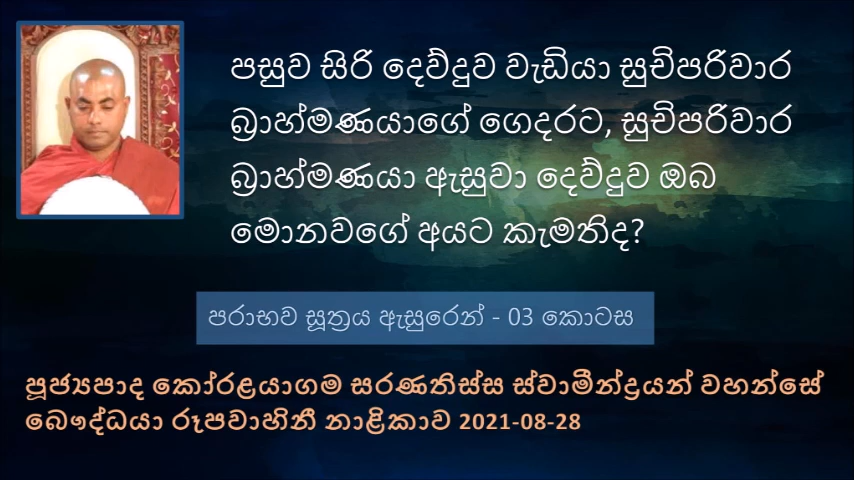 පසුව සිරි දෙව්දුව වැඩියා සුචිපරිවාර
බ්‍රාහ්මණයාගේ ගෙදරට, සුචිපරිවාර
බ්‍රාහ්මණයා ඇසුවා දෙව්දුව ඔබ
මොනවගේ අයට කැමතිද?
පරාභව සූත්‍රය ඇසුරෙන් - 03 කොටස
පූජ්‍යපාද කෝරළයාගම සරණතිස්ස ස්වාමීන්ද්‍රයන් වහන්සේ
බෞද්ධයා රූපවාහිනී නාළිකාව 2021-08-28